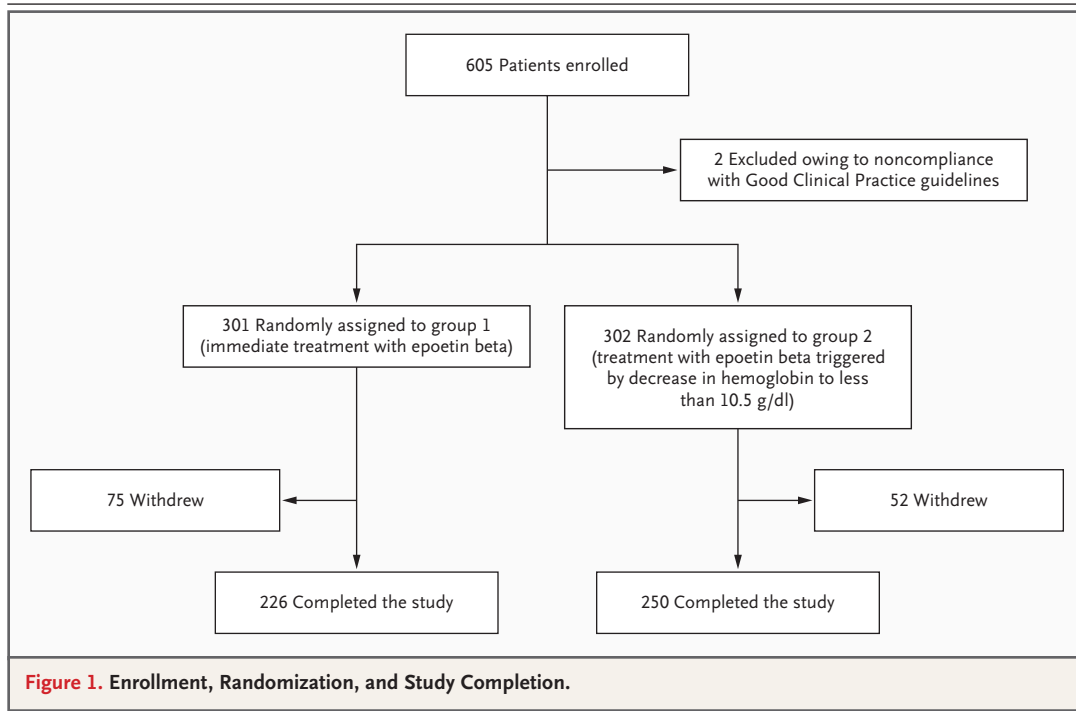 605 Patients enrolled
2 Excluded owing to noncompliance
with Good Clinical Practice guidelines
301 Randomly assigned to group 1
(immediate treatment with epoetin beta)
302 Randomly assigned to group 2
(treatment with epoetin beta triggered
by decrease in hemoglobin to less
than 10.5 g/dl)
75 Withdrew
52 Withdrew
226 Completed the study
250 Completed the study
Figure 1. Enrollment, Randomization, and Study Completion.